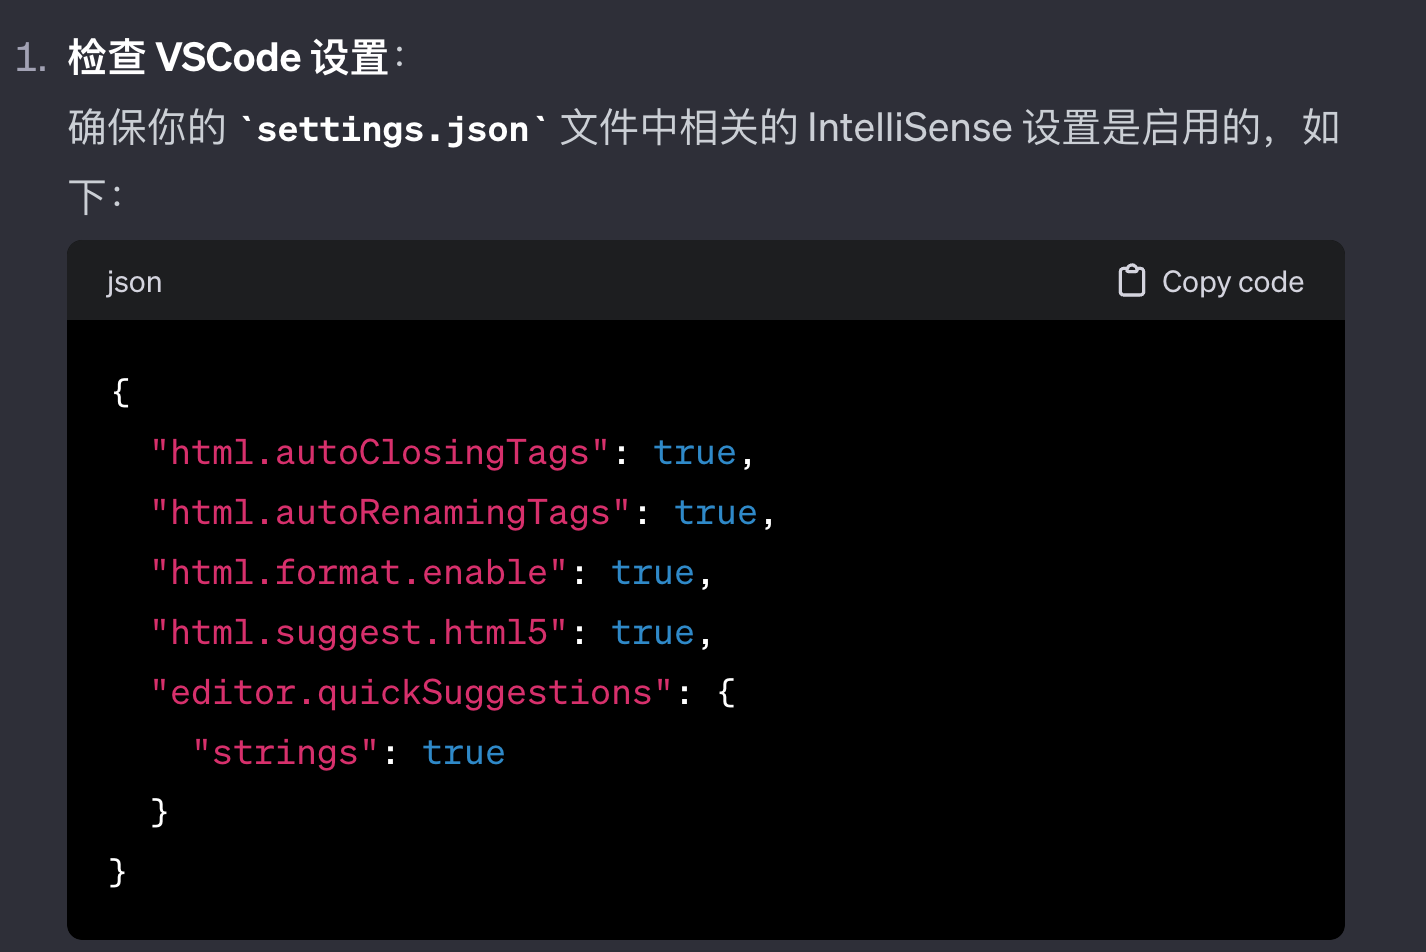 1. 检查 VSCode 设置：
确保你的 `settings.json` 文件中相关的 IntelliSense 设置是启用的，如
下：
json Copy code
{
  "html.autoClosingTags": true,
  "html.autoRenamingTags": true,
  "html.format.enable": true,
  "html.suggest.html5": true,
  "editor.quickSuggestions": {
    "strings": true
  }
}